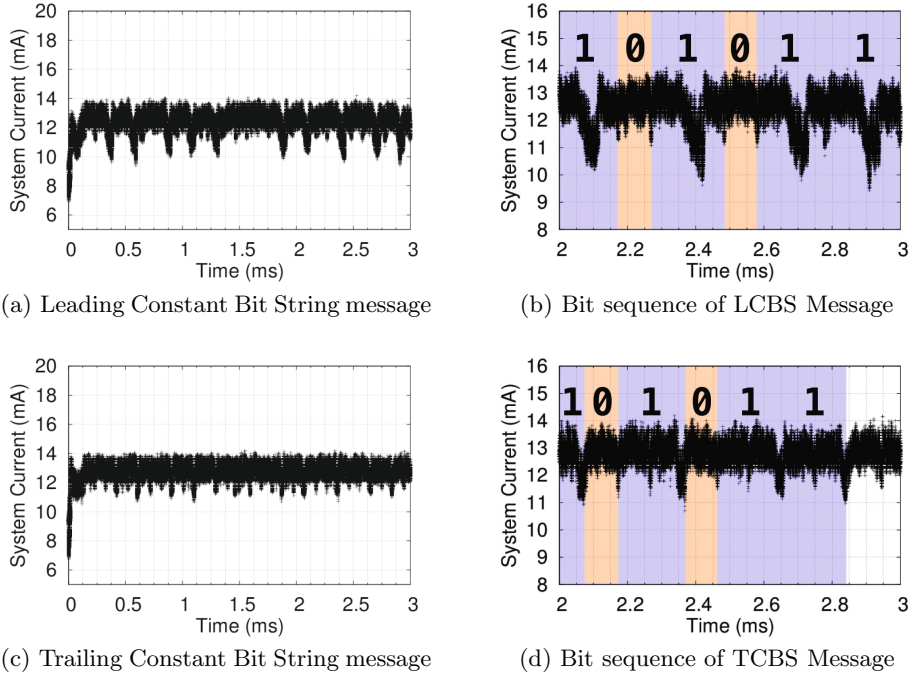 20
18
16
14
12
10
8
6
System Current (mA)
0 0.5 1 1.5 2 2.5 3
Time (ms)
(a) Leading Constant Bit String message
16
15
14
13
12
11
10
9
8
System Current (mA)
1 0 1 0 1 1
2 2.2 2.4 2.6 2.8 3
Time (ms)
(b) Bit sequence of LCBS Message
20
18
16
14
12
10
8
6
System Current (mA)
0 0.5 1 1.5 2 2.5 3
Time (ms)
(c) Trailing Constant Bit String message
16
15
14
13
12
11
10
9
8
System Current (mA)
1 0 1 0 1 1
2 2.2 2.4 2.6 2.8 3
Time (ms)
(d) Bit sequence of TCBS Message